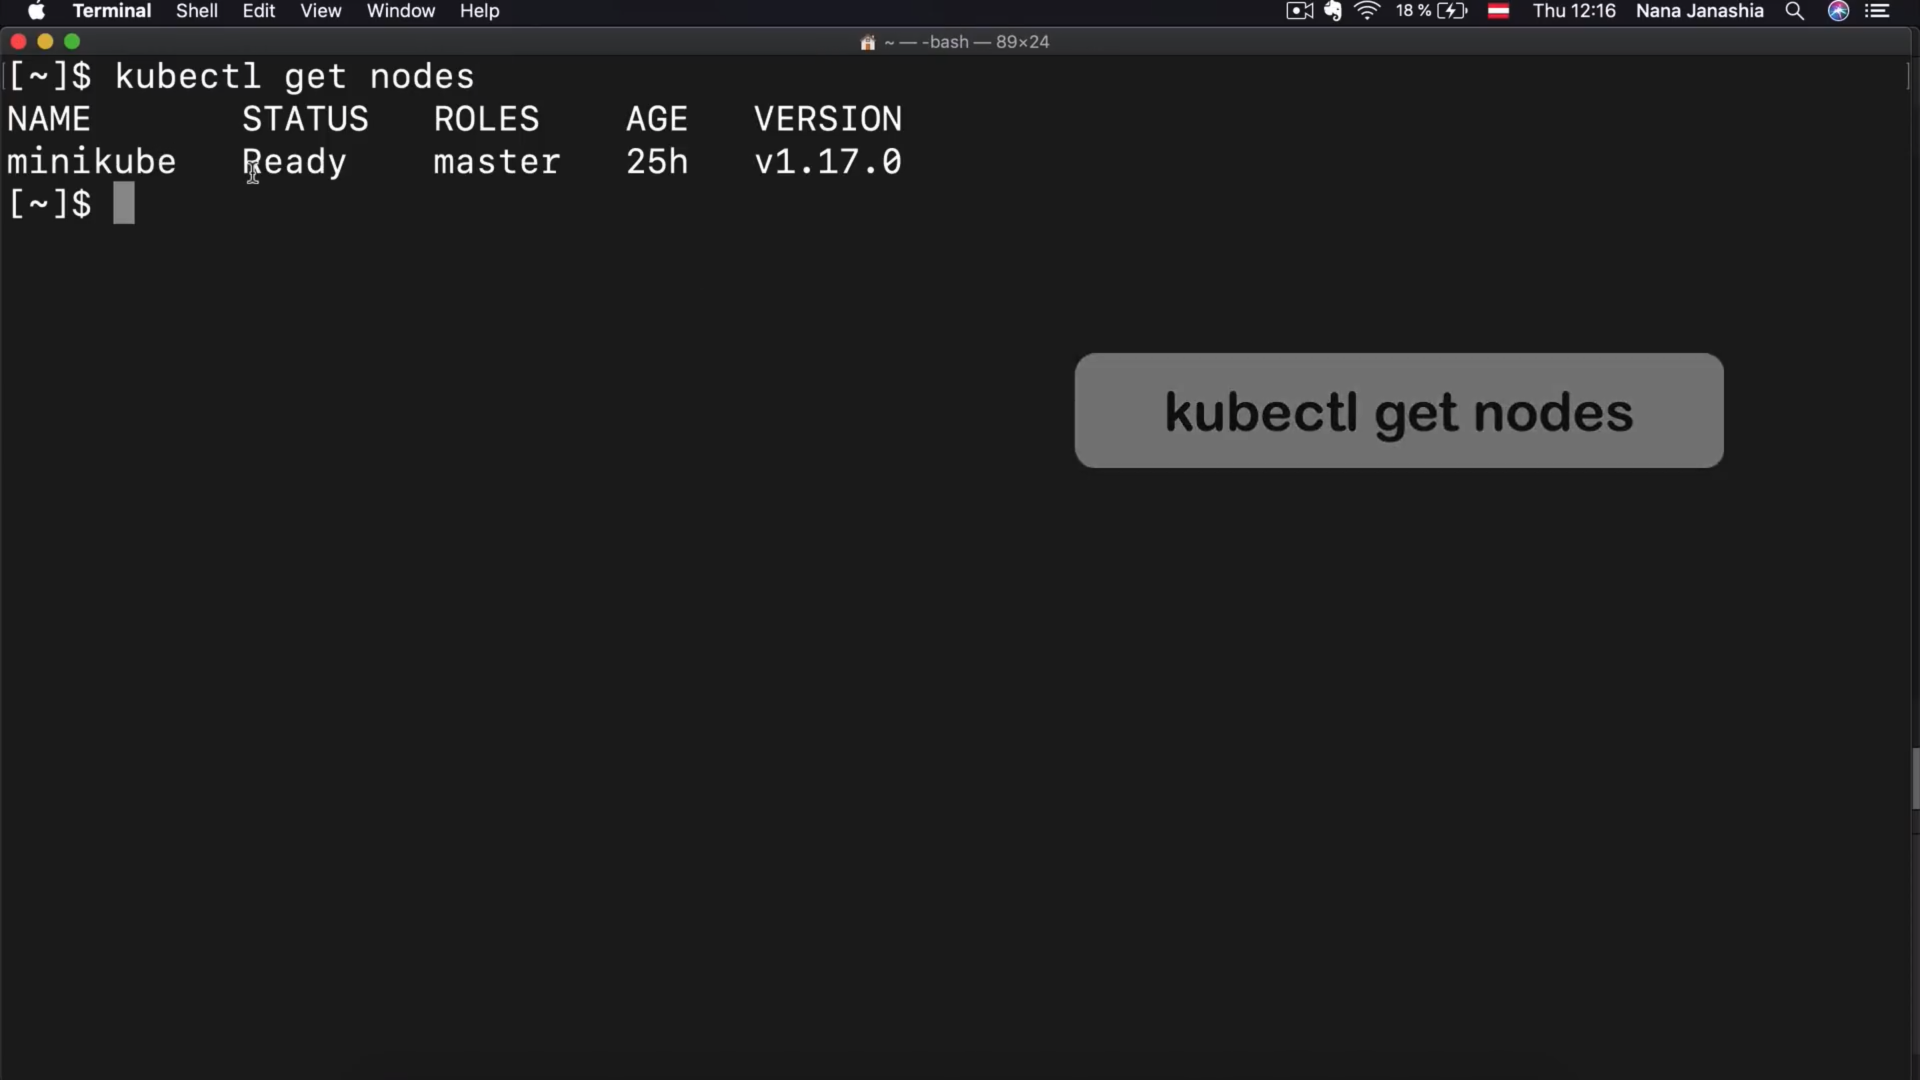 Terminal Shell Edit View Window Help 18 % Thu 12:16 Nana Janashia
~ — -bash — 89×24
[~]$ kubectl get nodes
NAME STATUS ROLES AGE VERSION
minikube Ready master 25h v1.17.0
[~]$
kubectl get nodes